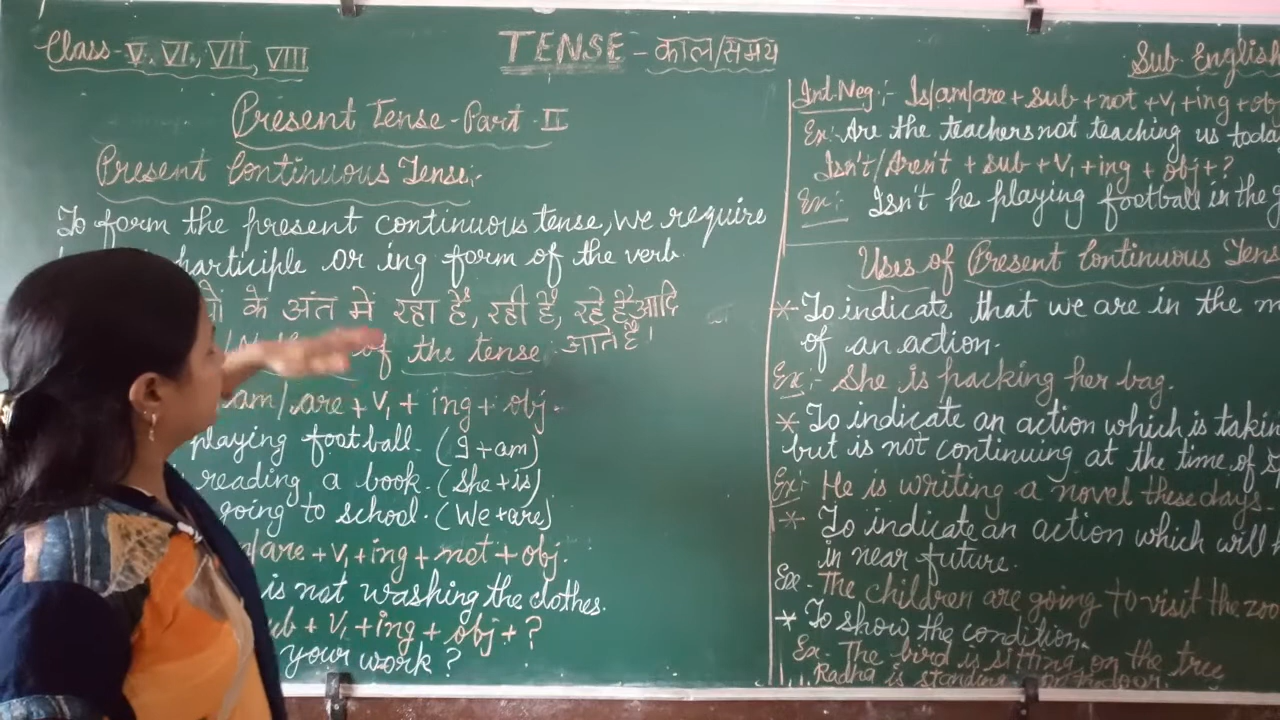 Class - V, VI, VII, VIII
TENSE - काल/समय
Sub. English
Present Tense - Part - II
Present Continuous Tense:-
To form the present continuous tense, we require
participle or ing form of the verb.
के अंत में रहा है, रही है, रहे हैं आदि
आते हैं।
of the tense
am/are + V₁ + ing + obj.
playing football. (I + am)
reading a book. (She + is)
going to school. (We + are)
/are + V₁ + ing + not + obj.
is not washing the clothes.
+ V₁ + ing + obj + ?
your work ?
Int. Neg:- Is/am/are + sub + not + V₁ + ing +
Ex:- Are the teachers not teaching us
Isn't/Aren't + sub + V₁ + ing + obj + ?
Ex:- Isn't he playing football in the
Uses of Present Continuous
* To indicate that we are in the
of an action.
Ex:- She is packing her bag.
* To indicate an action which is
but is not continuing at the time of
Ex:- He is writing a novel these days.
* To indicate an action which will
in near future.
Ex - The children are going to visit the zoo
* To show the condition.
Ex - The bird is sitting on the tree
Radha is standing door.